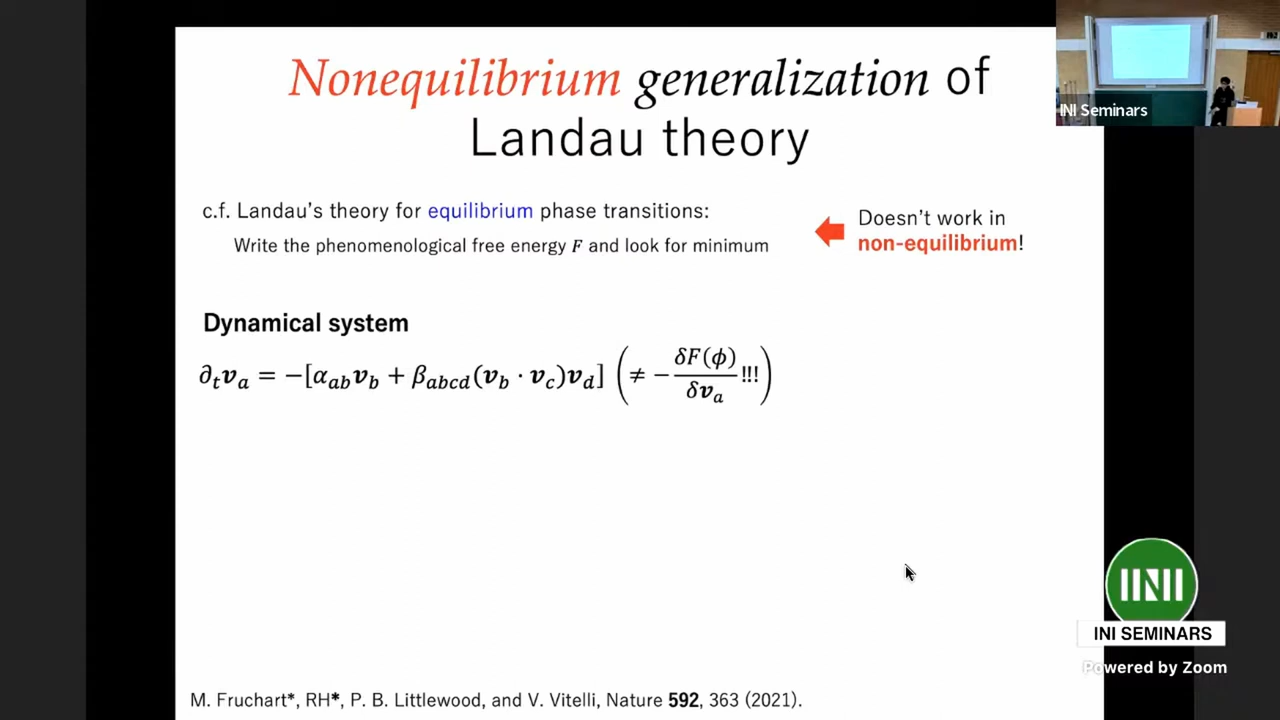 Nonequilibrium generalization of
Landau theory
c.f. Landau's theory for equilibrium phase transitions:
Write the phenomenological free energy F and look for minimum
Doesn't work in
non-equilibrium!
Dynamical system
∂ₜvₐ = −[αₐᵦvᵦ + βₐᵦ꜀ᑯ(vᵦ · v꜀)vᑯ] (≠ − δF(ϕ)/δvₐ !!!)
M. Fruchart*, RH*, P. B. Littlewood, and V. Vitelli, Nature 592, 363 (2021).
INI Seminars
INI SEMINARS
Powered by Zoom